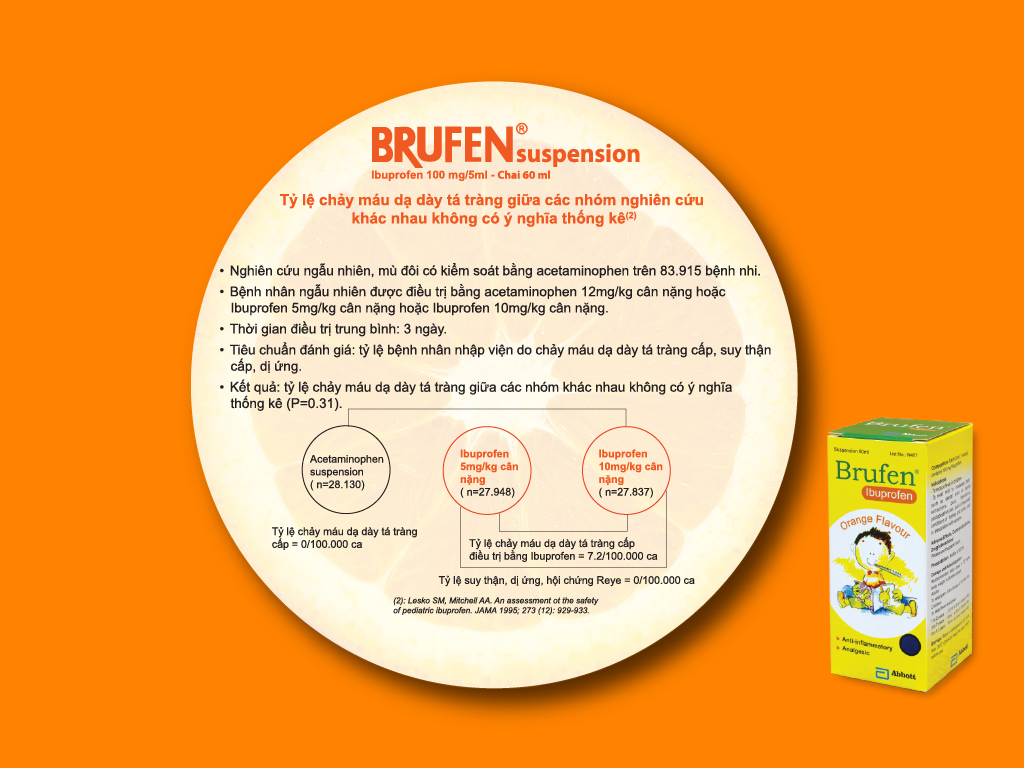 BRUFEN® suspension
Ibuprofen 100 mg/5ml - Chai 60 ml
Tỷ lệ chảy máu dạ dày tá tràng giữa các nhóm nghiên cứu
khác nhau không có ý nghĩa thống kê(2)
• Nghiên cứu ngẫu nhiên, mù đôi có kiểm soát bằng acetaminophen trên 83.915 bệnh nhi.
• Bệnh nhân ngẫu nhiên được điều trị bằng acetaminophen 12mg/kg cân nặng hoặc
Ibuprofen 5mg/kg cân nặng hoặc Ibuprofen 10mg/kg cân nặng.
• Thời gian điều trị trung bình: 3 ngày.
• Tiêu chuẩn đánh giá: tỷ lệ bệnh nhân nhập viện do chảy máu dạ dày tá tràng cấp, suy thận
cấp, dị ứng.
• Kết quả: tỷ lệ chảy máu dạ dày tá tràng giữa các nhóm khác nhau không có ý nghĩa
thống kê (P=0.31).
Acetaminophen
suspension
( n=28.130)
Ibuprofen
5mg/kg cân
nặng
( n=27.948)
Ibuprofen
10mg/kg cân
nặng
( n=27.837)
Tỷ lệ chảy máu dạ dày tá tràng
cấp = 0/100.000 ca
Tỷ lệ chảy máu dạ dày tá tràng cấp
điều trị bằng Ibuprofen = 7.2/100.000 ca
Tỷ lệ suy thận, dị ứng, hội chứng Reye = 0/100.000 ca
(2): Lesko SM, Mitchell AA. An assessment ot the safety
of pediatric ibuprofen. JAMA 1995; 273 (12): 929-933.
Suspension 60ml
Brufen®
Ibuprofen
Orange Flavour
Anti-inflammatory
Analgesic
Abbott